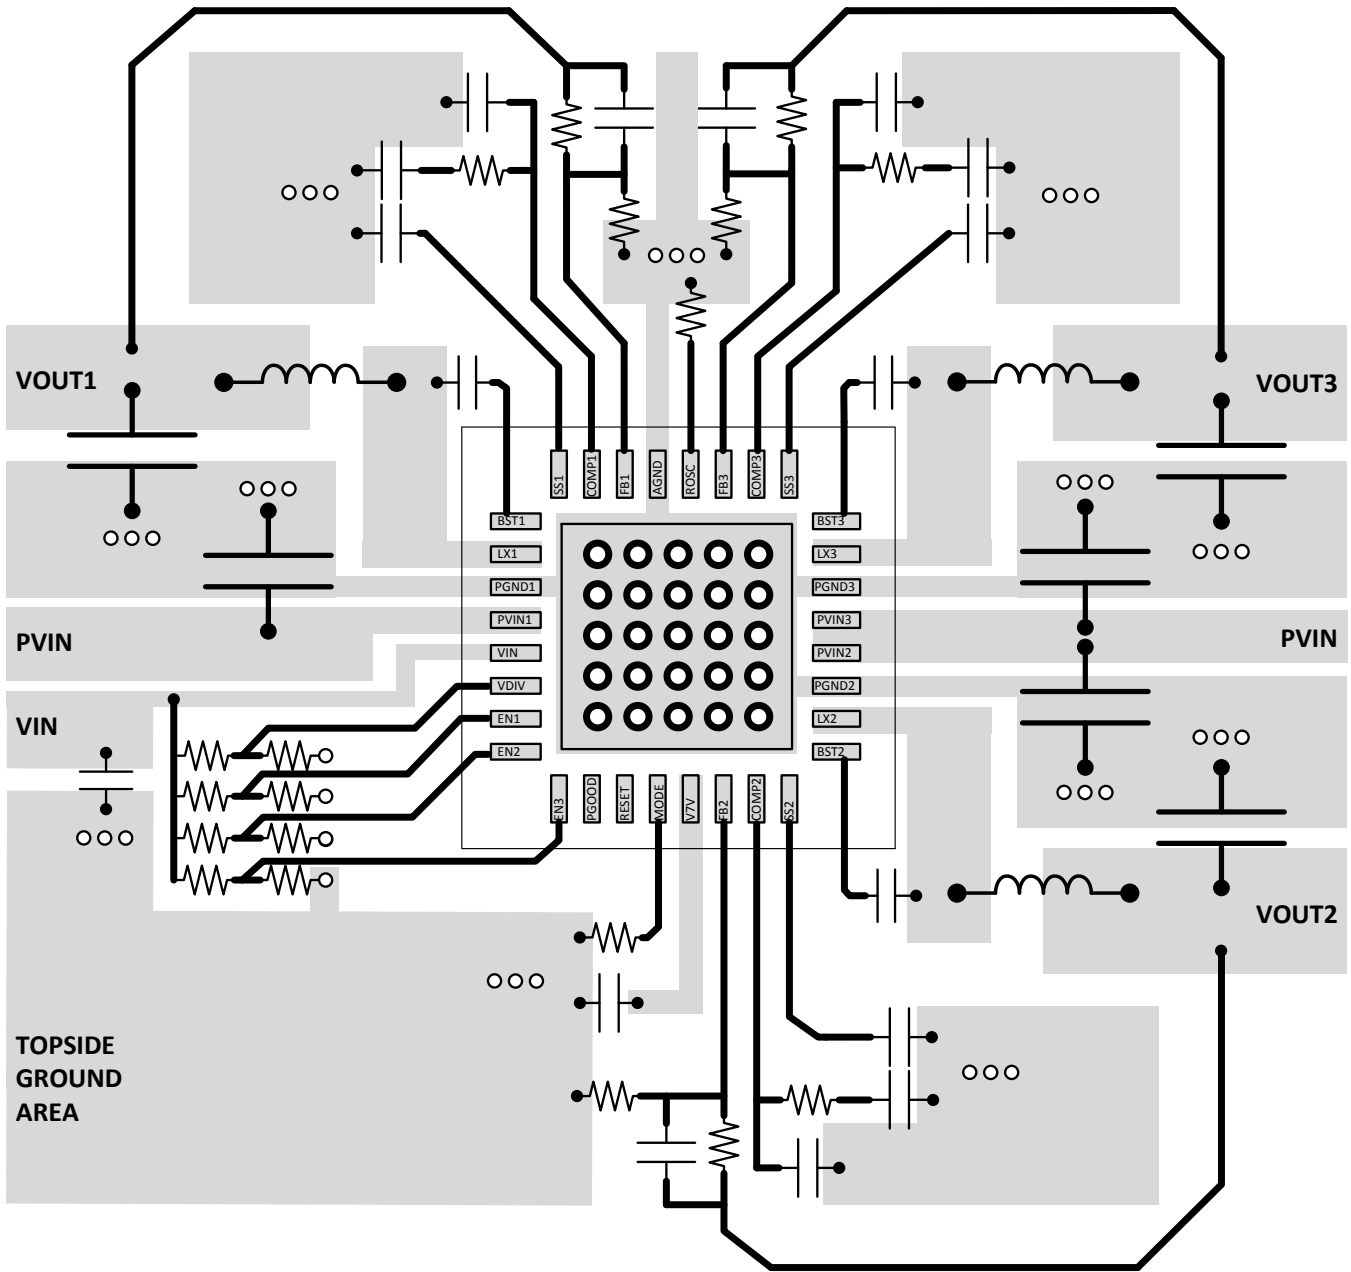 VOUT1
VOUT3
SS1
COMP1
FB1
AGND
ROSC
FB3
COMP3
SS3
BST1
BST3
LX1
LX3
PGND1
PGND3
PVIN1
PVIN3
PVIN
PVIN
VIN
PVIN2
VDIV
PGND2
EN1
LX2
VIN
EN2
BST2
EN3
PGOOD
RESET
MODE
V7V
FB2
COMP2
SS2
VOUT2
TOPSIDE
GROUND
AREA